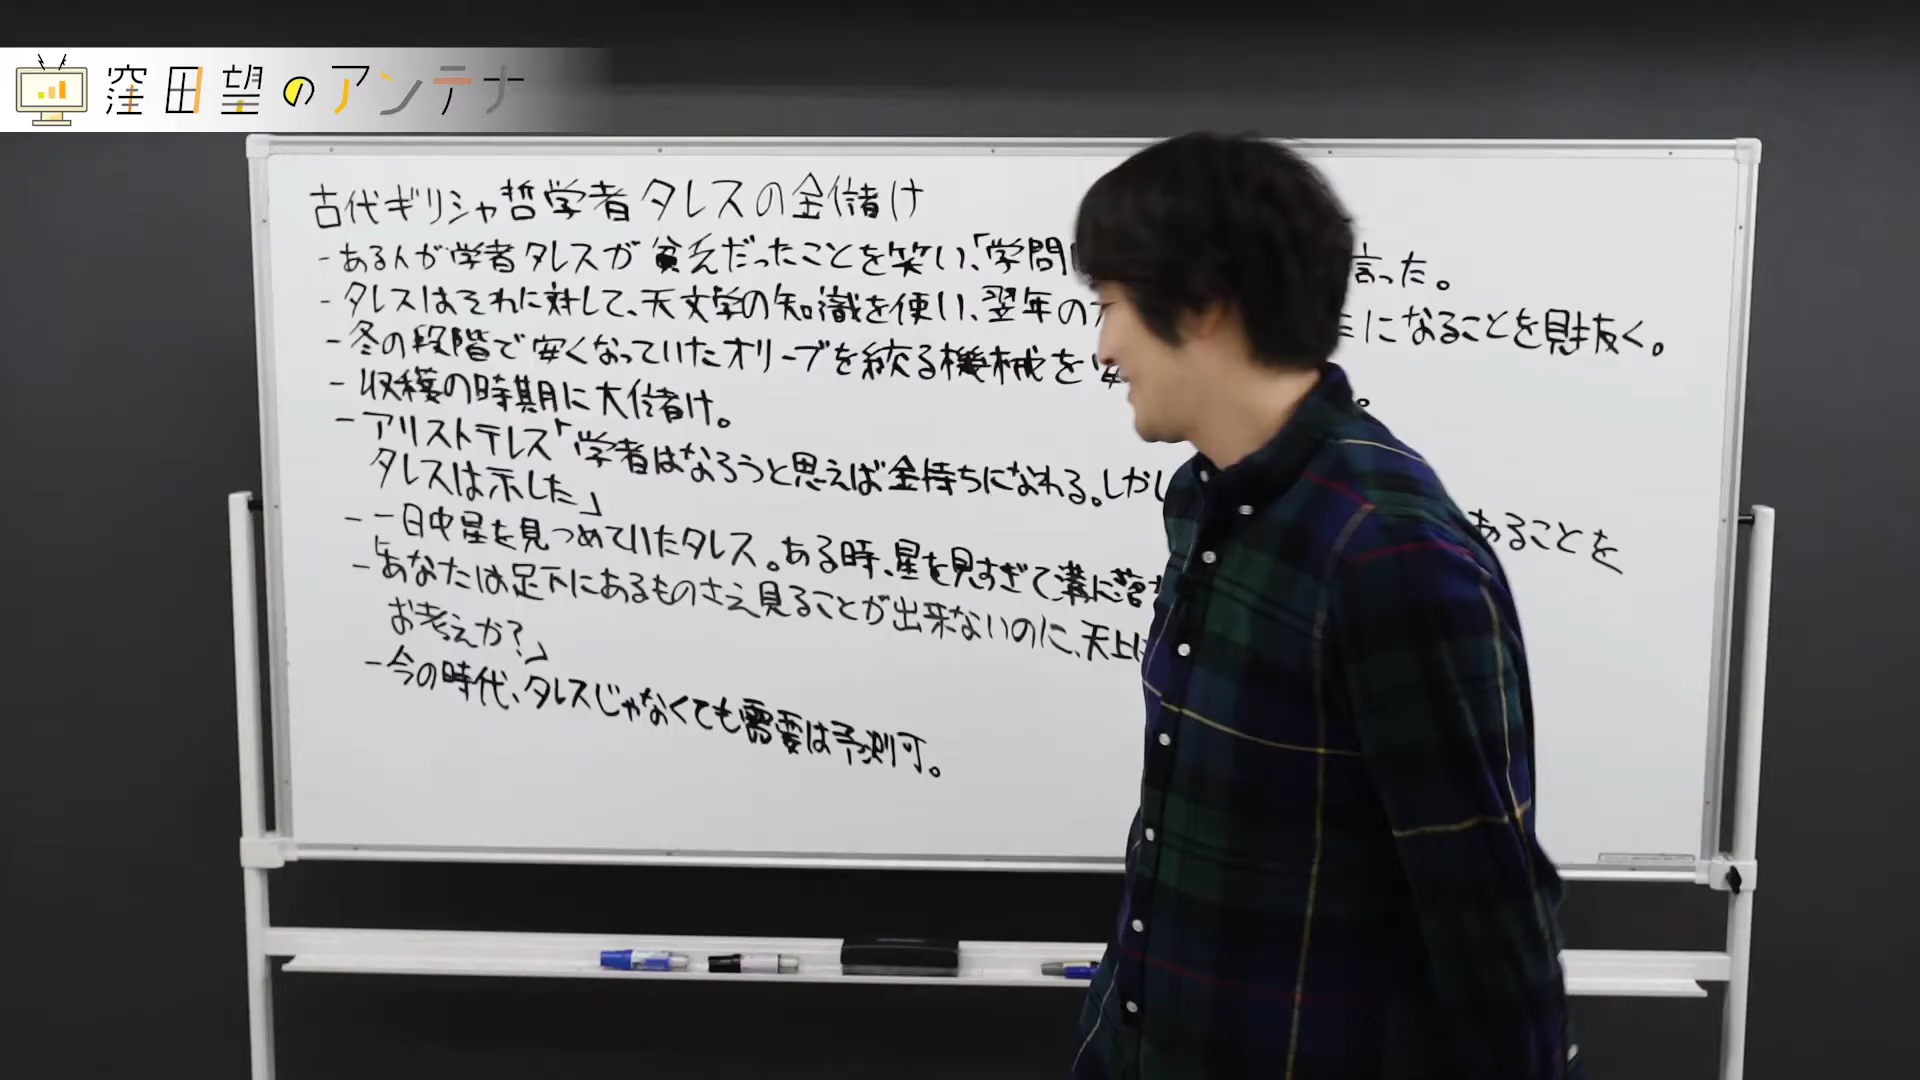 窪田望のアンテナ
古代ギリシャ哲学者タレスの金儲け
- ある人が学者タレスが貧乏だったことを笑い、「学問 言った。
- タレスはそれに対して、天文学の知識を使い、翌年の になることを見抜く。
- 冬の段階で安くなっていたオリーブを絞る機械を 。
- 収穫の時期に大儲け。
- アリストテレス「学者はなろうと思えば金持ちになれる。しかし あることを
タレスは示した」
- 一日中星を見つめていたタレス。ある時、星を見すぎて溝に落
- 「あなたは足下にあるものさえ見ることが出来ないのに、天上に
お考えか?」
- 今の時代、タレスじゃなくても需要は予測可。